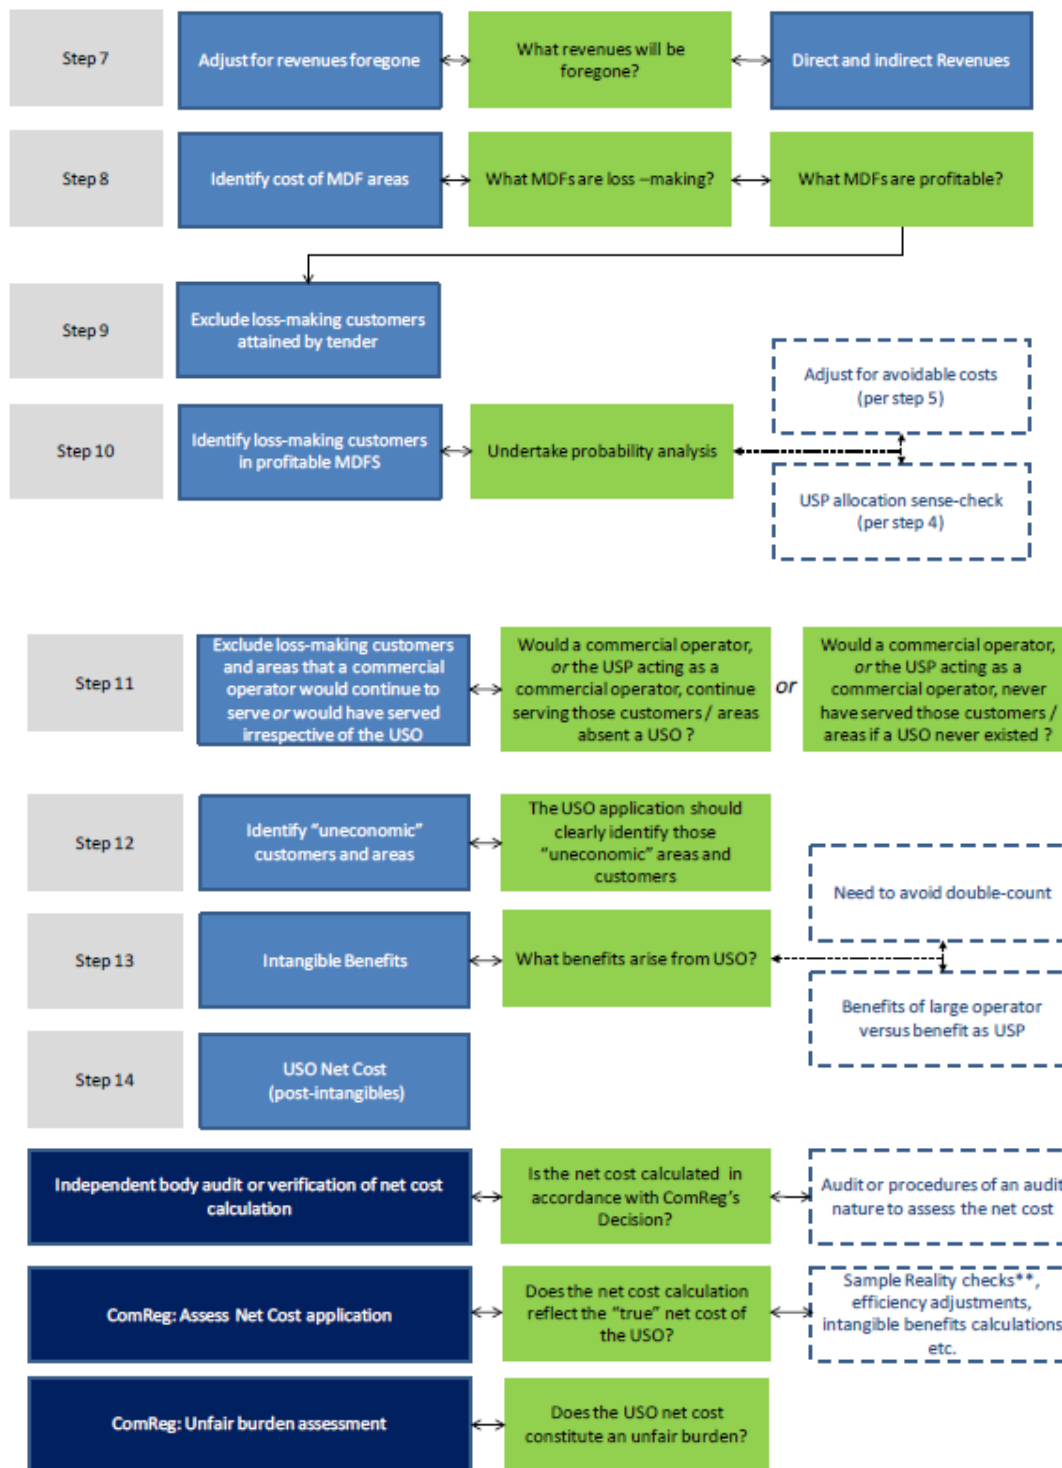 Step 7
Adjust for revenues foregone
What revenues will be
foregone?
Direct and indirect Revenues
Step 8
Identify cost of MDF areas
What MDFs are loss –making?
What MDFs are profitable?
Step 9
Exclude loss-making customers
attained by tender
Adjust for avoidable costs
(per step 5)
Step 10
Identify loss-making customers
in profitable MDFS
Undertake probability analysis
USP allocation sense-check
(per step 4)
Step 11
Exclude loss-making customers
and areas that a commercial
operator would continue to
serve or would have served
irrespective of the USO
Would a commercial operator,
or the USP acting as a
commercial operator, continue
serving those customers / areas
absent a USO ?
or
Would a commercial operator,
or the USP acting as a
commercial operator, never
have served those customers /
areas if a USO never existed ?
Step 12
Identify “uneconomic”
customers and areas
The USO application should
clearly identify those
“uneconomic” areas and
customers
Need to avoid double-count
Step 13
Intangible Benefits
What benefits arise from USO?
Benefits of large operator
versus benefit as USP
Step 14
USO Net Cost
(post-intangibles)
Independent body audit or verification of net cost
calculation
Is the net cost calculated in
accordance with ComReg’s
Decision?
Audit or procedures of an audit
nature to assess the net cost
ComReg: Assess Net Cost application
Does the net cost calculation
reflect the “true” net cost of
the USO?
Sample Reality checks**,
efficiency adjustments,
intangible benefits calculations
etc.
ComReg: Unfair burden assessment
Does the USO net cost
constitute an unfair burden?